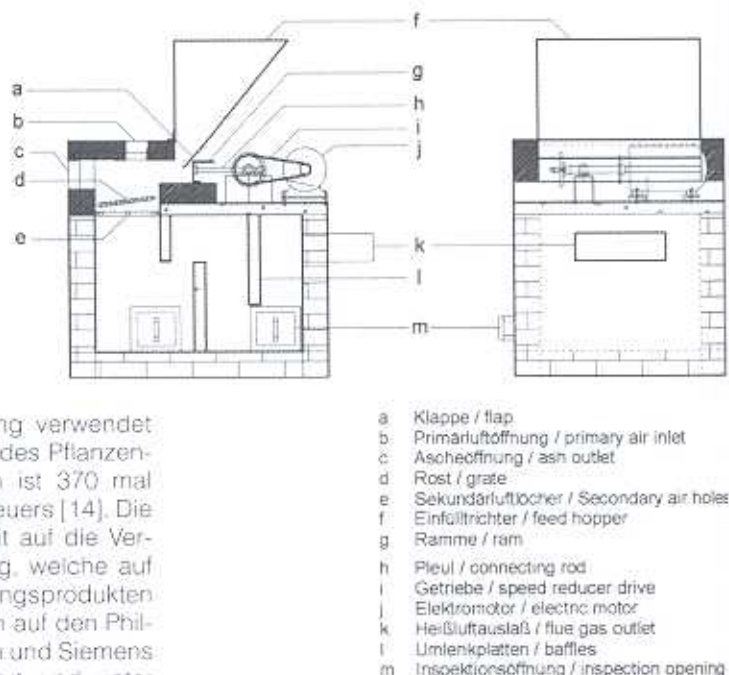 f
g
h
i
j
a
b
c
d
e
k
l
m
ng verwendet
des Pflanzen-
n ist 370 mal
euers [14]. Die
it auf die Ver-
g, welche auf
ngsprodukten
n auf den Phil-
n und Siemens
a Klappe / flap
b Primärluftöffnung / primary air inlet
c Ascheöffnung / ash outlet
d Rost / grate
e Sekundärluftlöcher / Secondary air holes
f Einfülltrichter / feed hopper
g Ramme / ram
h Pleul / connecting rod
i Getriebe / speed reducer drive
j Elektromotor / electric motor
k Heißluftauslaß / flue gas outlet
l Umlenkplatten / baffles
m Inspektionsöffnung / inspection opening